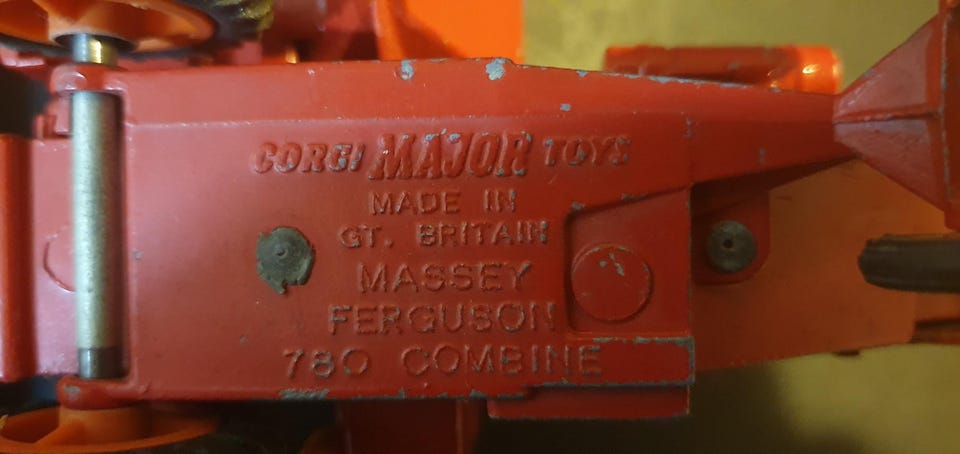 CORGI MAJOR TOYS
MADE IN
GT. BRITAIN
MASSEY
FERGUSON
780 COMBINE